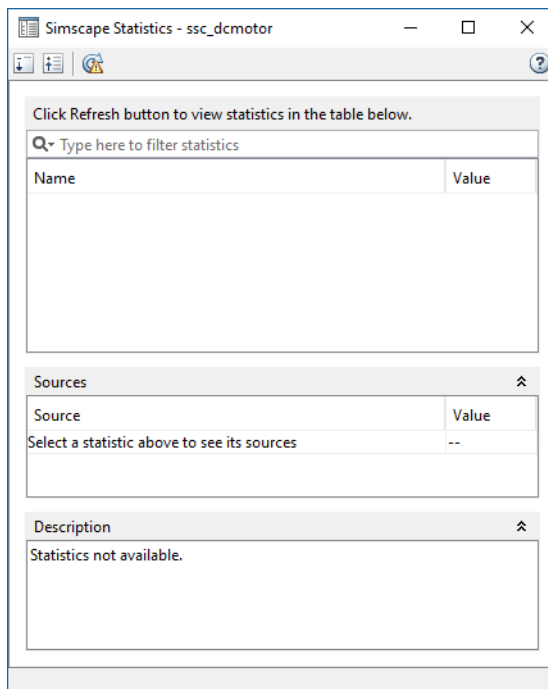 Simscape Statistics - ssc_dcmotor
Click Refresh button to view statistics in the table below.
Type here to filter statistics
Name Value
Sources
Source Value
Select a statistic above to see its sources --
Description
Statistics not available.